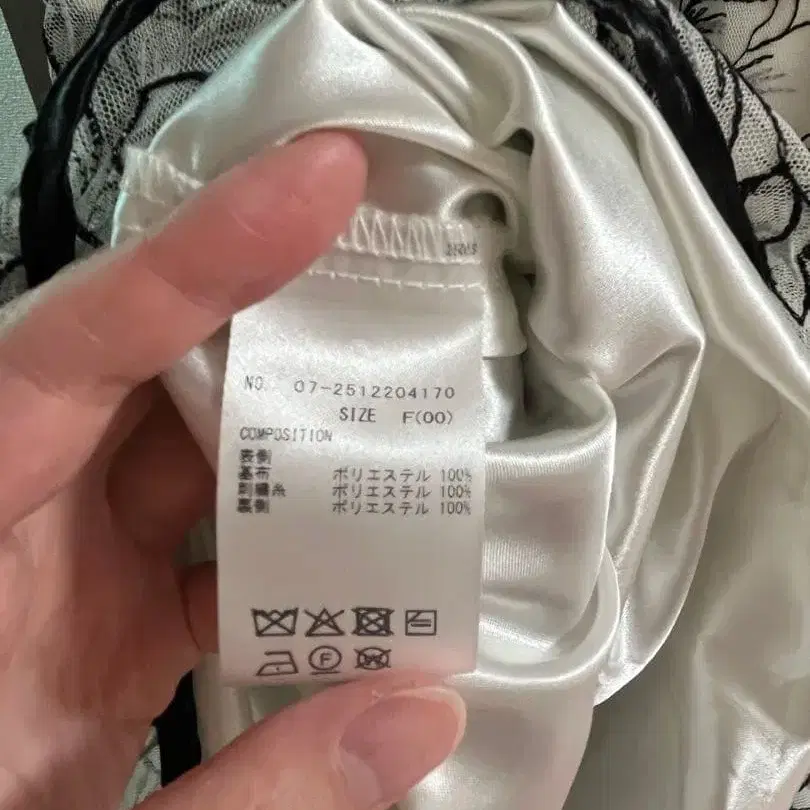 NO. 07-2512204170
SIZE F(00)
COMPOSITION
表側
基布 ポリエステル 100%
刺繍糸 ポリエステル 100%
裏側 ポリエステル 100%
F
W